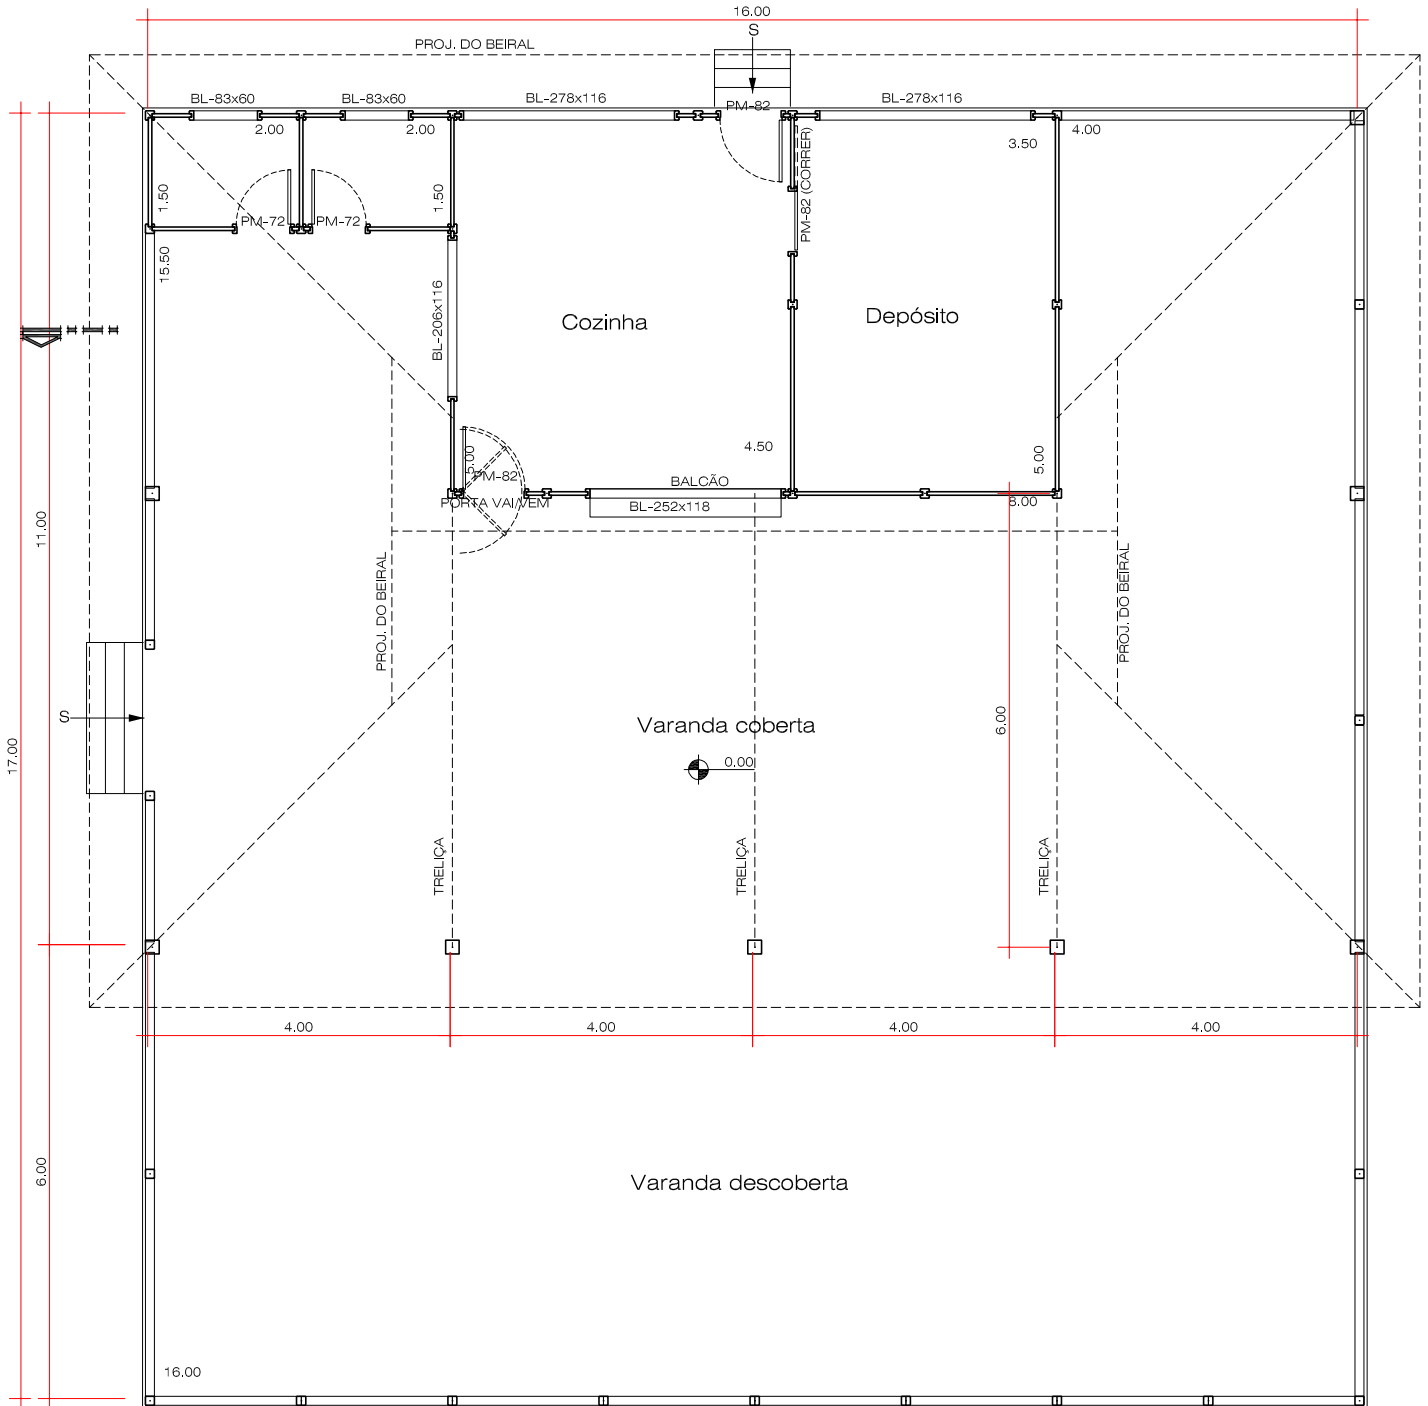 16.00
S
PROJ. DO BEIRAL
BL-83x60
BL-83x60
BL-278x116
PM-82
BL-278x116
2.00
2.00
3.50
4.00
PM-82 (CORRER)
1.50
1.50
PM-72
PM-72
15.50
BL-206x116
Cozinha
Depósito
4.50
5.00
5.00
PM-82
PORTA VAI/VEM
BALCÃO
BL-252x118
8.00
11.00
PROJ. DO BEIRAL
PROJ. DO BEIRAL
S
17.00
Varanda coberta
0.00
6.00
TRELIÇA
TRELIÇA
TRELIÇA
4.00
4.00
4.00
4.00
6.00
Varanda descoberta
16.00